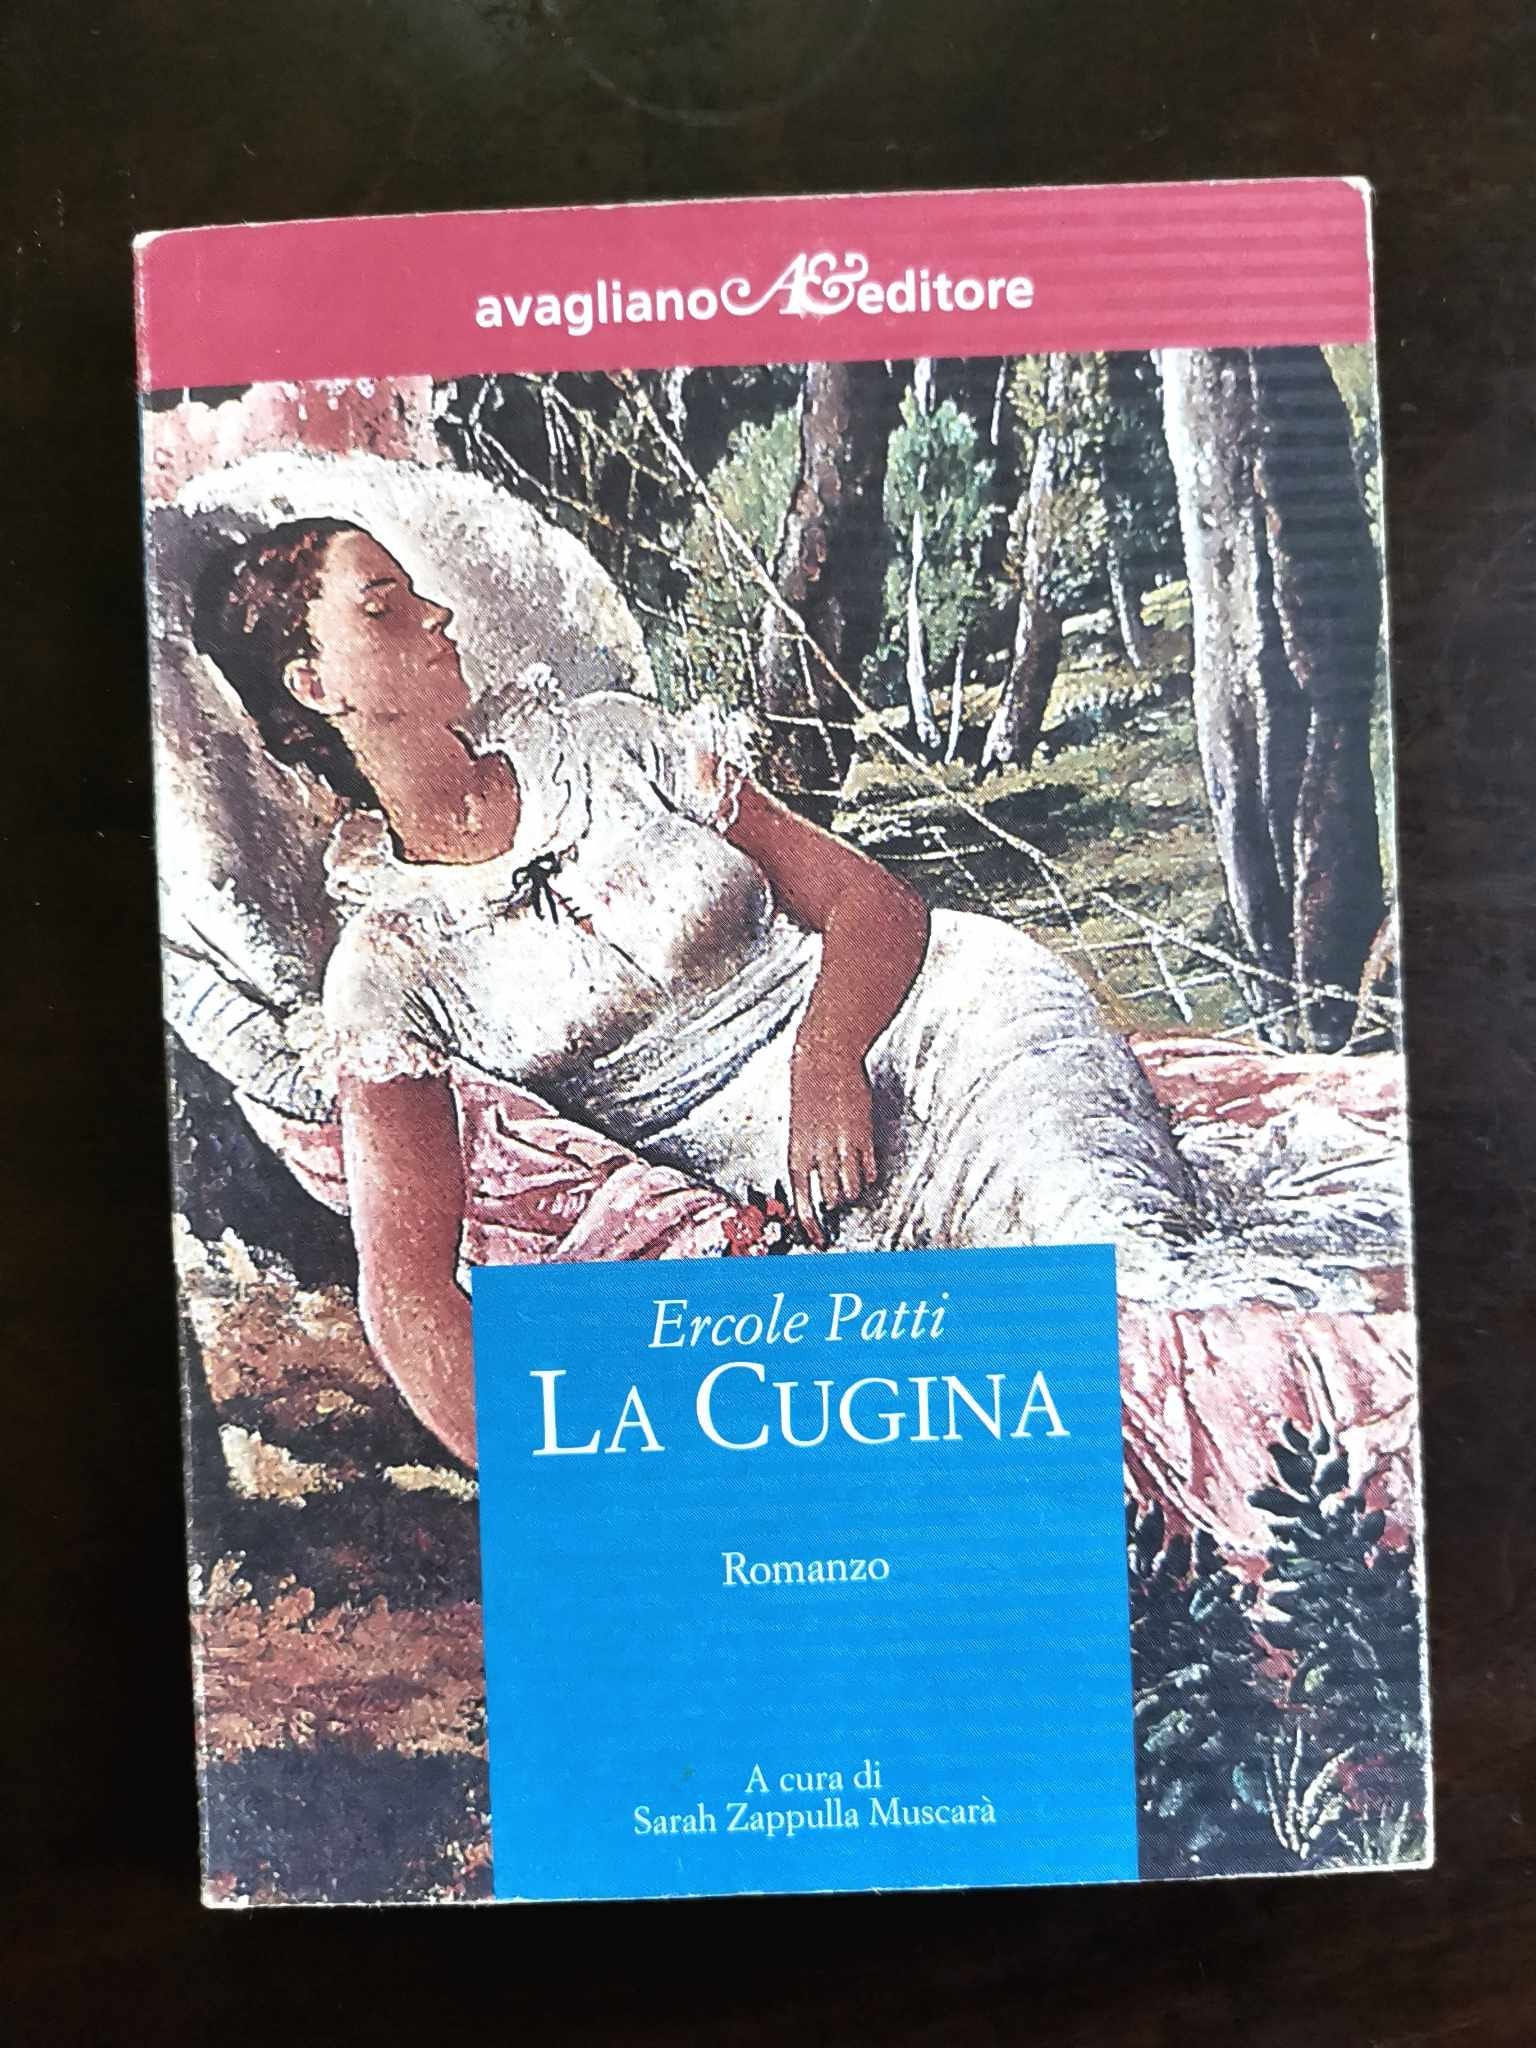 avagliano A& editore
Ercole Patti
LA CUGINA
Romanzo
A cura di
Sarah Zappulla Muscarà